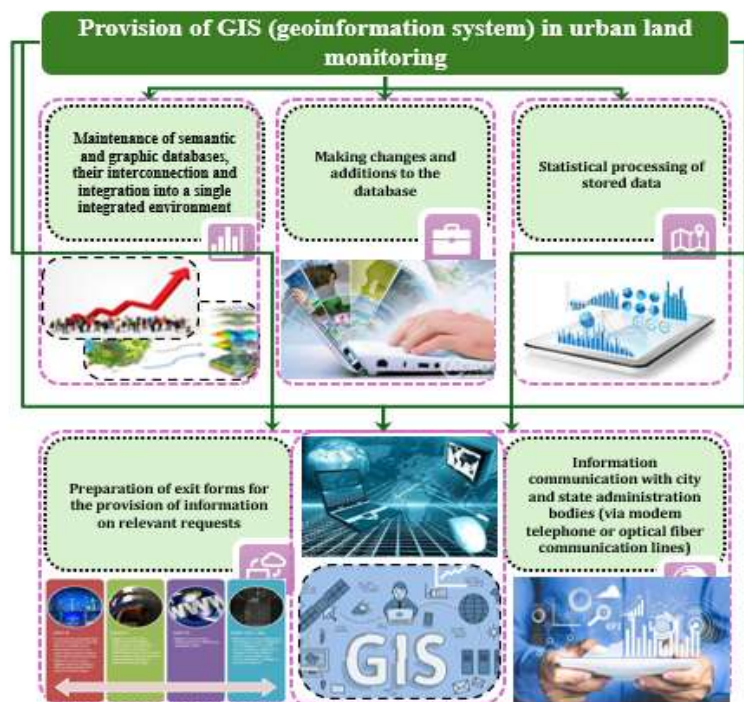 Provision of GIS (geoinformation system) in urban land
monitoring
Maintenance of semantic
and graphic databases,
their interconnection and
integration into a single
integrated environment
Making changes and
additions to the
database
Statistical processing of
stored data
Preparation of exit forms for
the provision of information
on relevant requests
Information
communication with city
and state administration
bodies (via modem
telephone or optical fiber
communication lines)
GIS